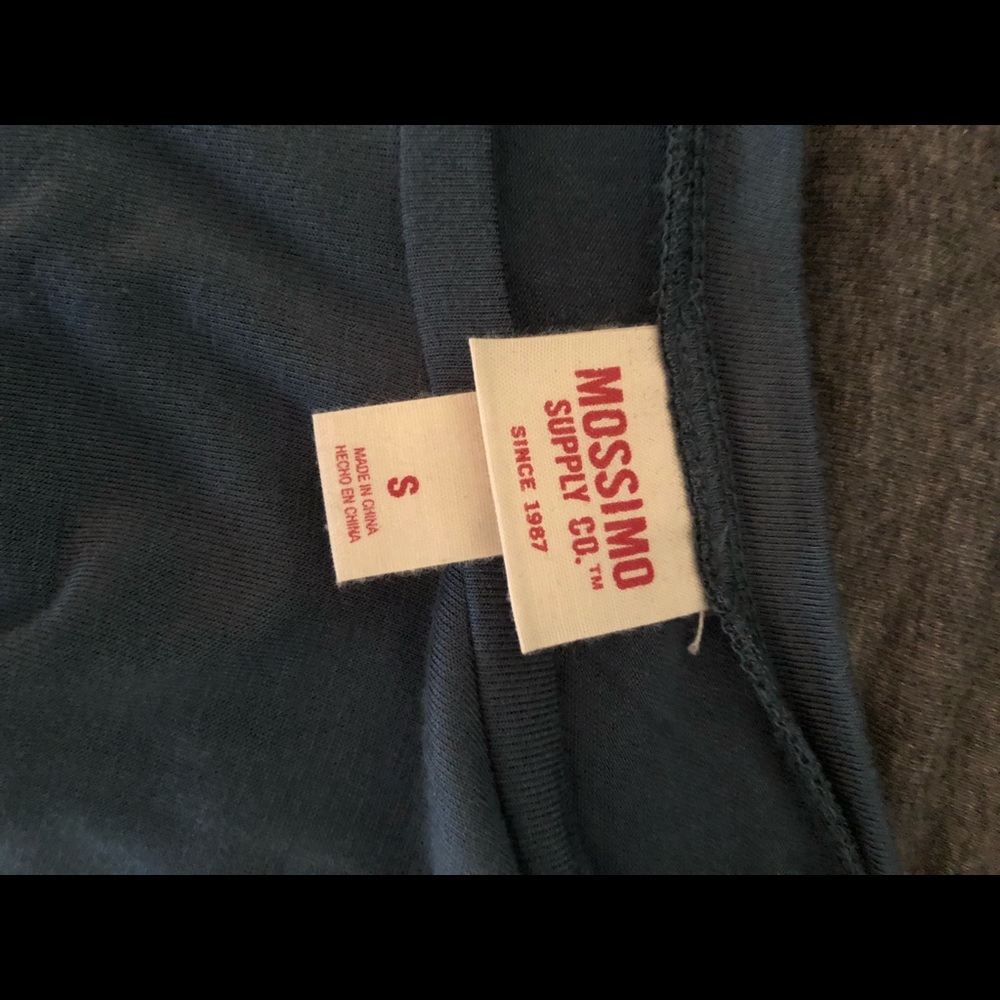 MOSSIMO
SUPPLY CO.™
SINCE 1987
S
MADE IN CHINA
HECHO EN CHINA